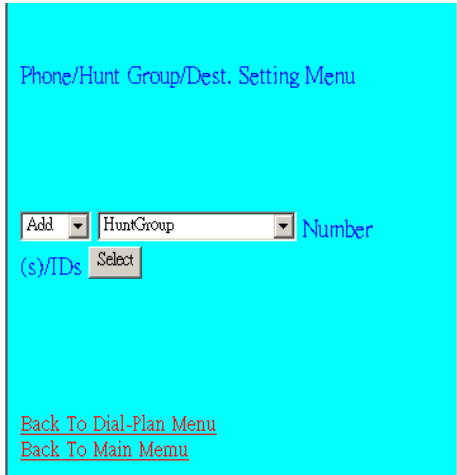 Phone/Hunt Group/Dest. Setting Menu
Add HuntGroup Number
(s)/IDs Select
Back To Dial-Plan Menu
Back To Main Memu